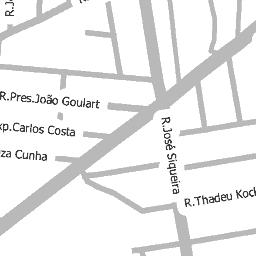 R.J
R.Pres.João Goulart
xp.Carlos Costa
za Cunha
R.José Siqueira
R.Thadeu Koch